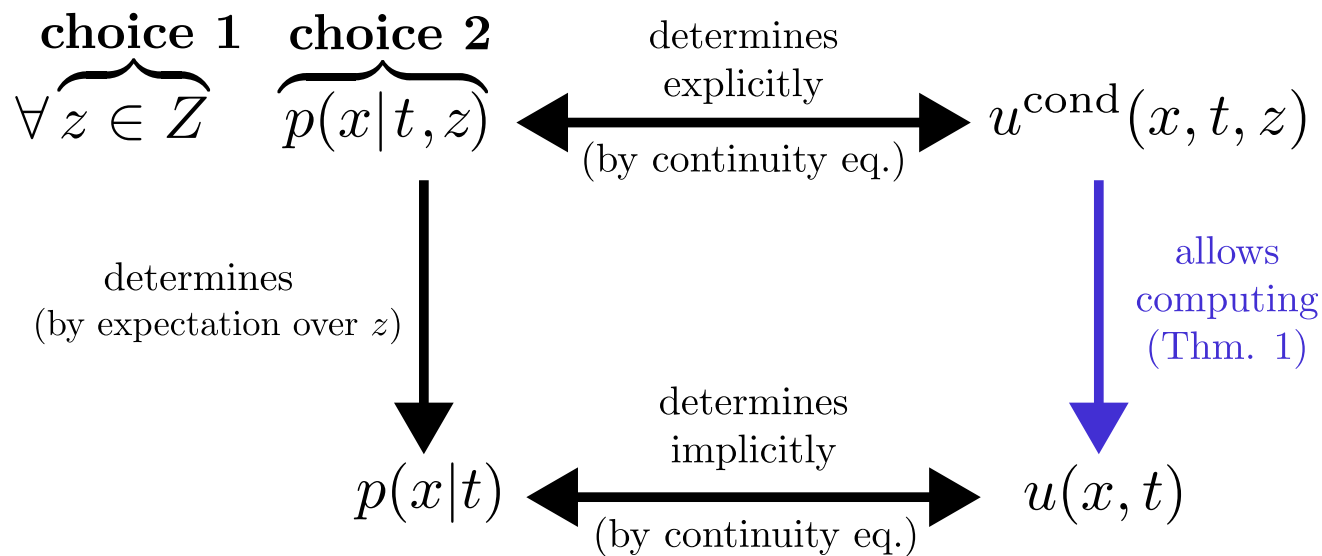 choice 1 choice 2
∀ z ∈ Z p(x|t,z)
determines
explicitly
(by continuity eq.)
u^cond(x, t, z)
determines
(by expectation over z)
allows
computing
(Thm. 1)
determines
implicitly
p(x|t)
(by continuity eq.)
u(x, t)